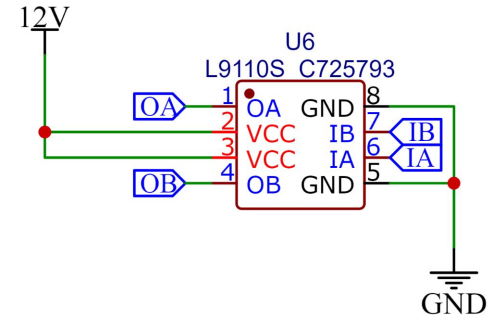 12V
U6
L9110S C725793
OA 1 OA GND 8
2 VCC IB 7 IB
3 VCC IA 6 IA
OB 4 OB GND 5
GND